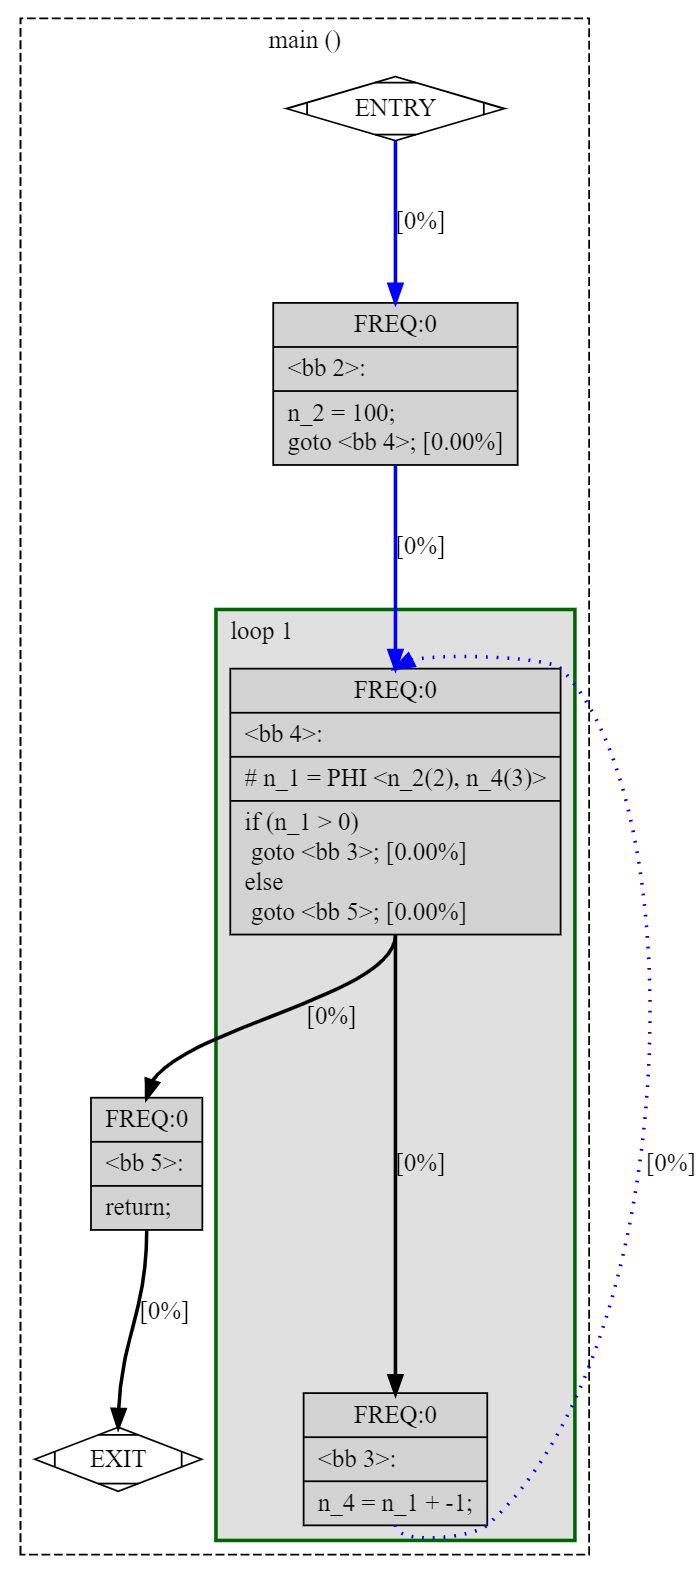 main ()
ENTRY
[0%]
FREQ:0
<bb 2>:
n_2 = 100;
goto <bb 4>; [0.00%]
[0%]
loop 1
FREQ:0
<bb 4>:
# n_1 = PHI <n_2(2), n_4(3)>
if (n_1 > 0)
goto <bb 3>; [0.00%]
else
goto <bb 5>; [0.00%]
[0%]
FREQ:0
<bb 5>:
return;
[0%]
[0%]
[0%]
EXIT
FREQ:0
<bb 3>:
n_4 = n_1 + -1;